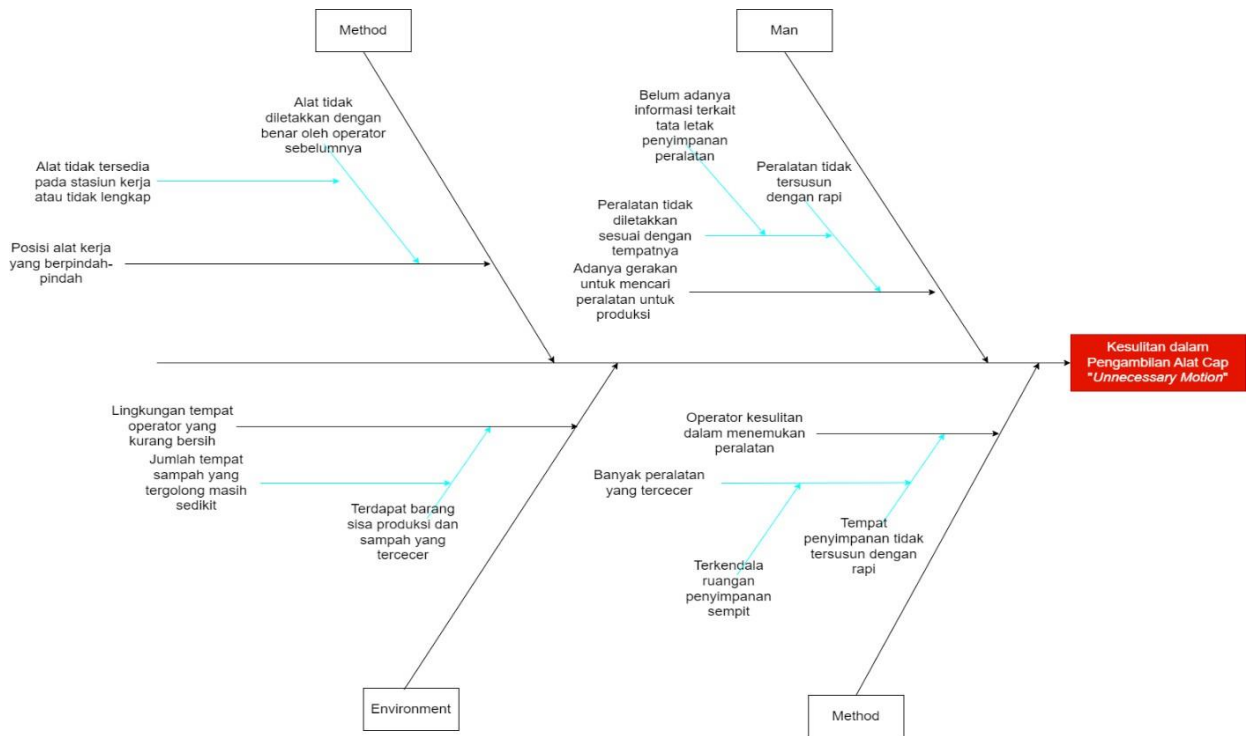 Method
Man
Alat tidak
diletakkan dengan
benar oleh operator
sebelumnya
Alat tidak tersedia
pada stasiun kerja
atau tidak lengkap
Posisi alat kerja
yang berpindah-
pindah
Belum adanya
informasi terkait
tata letak
penyimpanan
peralatan
Peralatan tidak
tersusun
dengan rapi
Peralatan tidak
diletakkan
sesuai dengan
tempatnya
Adanya gerakan
untuk mencari
peralatan untuk
produksi
Kesulitan dalam
Pengambilan Alat Cap
"Unnecessary Motion"
Lingkungan tempat
operator yang
kurang bersih
Jumlah tempat
sampah yang
tergolong masih
sedikit
Terdapat barang
sisa produksi dan
sampah yang
tercecer
Operator kesulitan
dalam menemukan
peralatan
Banyak peralatan
yang tercecer
Tempat
penyimpanan tidak
tersusun dengan
rapi
Terkendala
ruangan
penyimpanan
sempit
Environment
Method